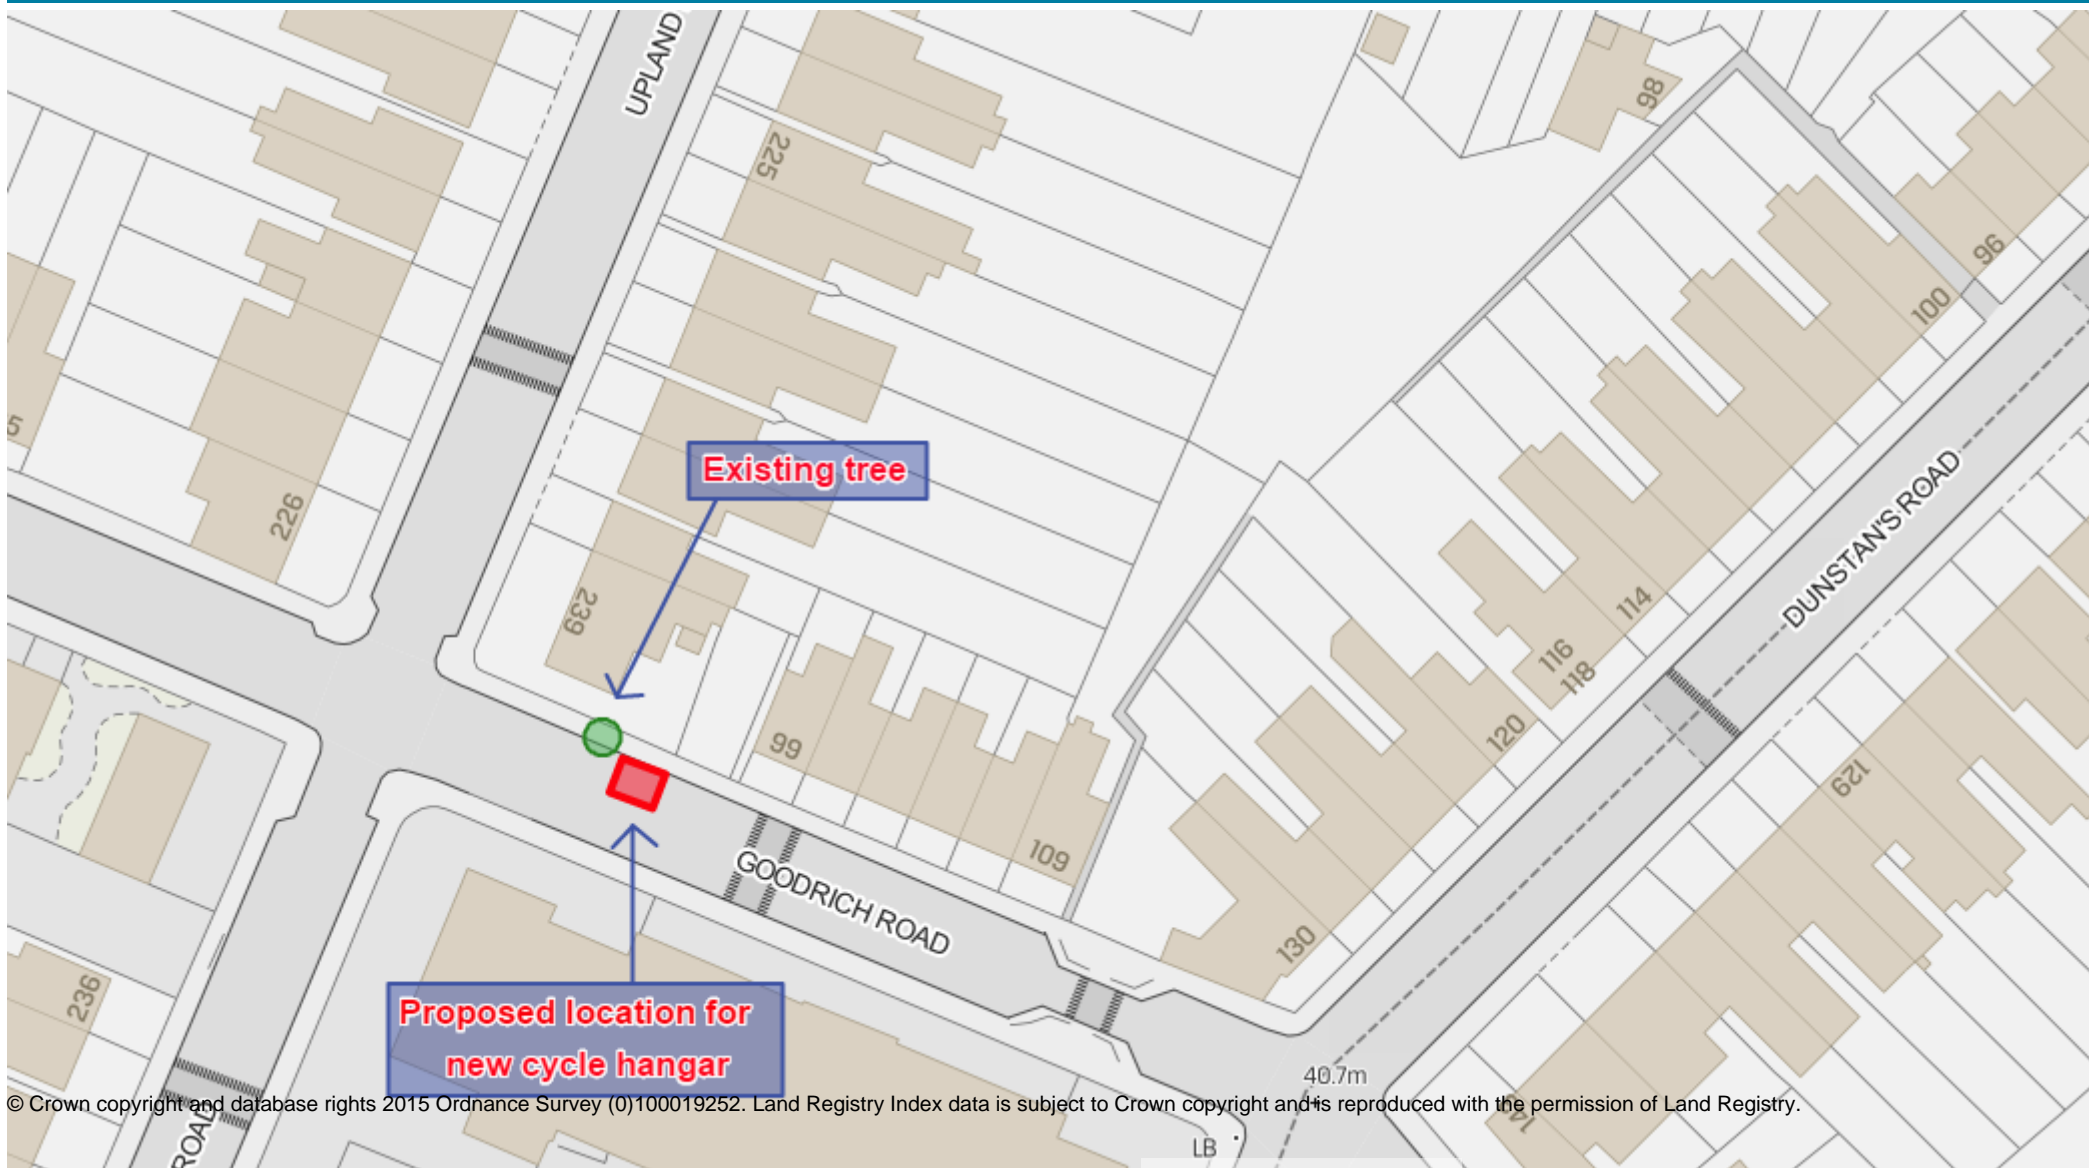 UPLAND
98
225
96
100
5
Existing tree
226
DUNSTAN'S ROAD
239
114
116
118
120
99
129
109
GOODRICH ROAD
130
236
Proposed location for
new cycle hangar
40.7m
© Crown copyright and database rights 2015 Ordnance Survey (0)100019252. Land Registry Index data is subject to Crown copyright and is reproduced with the permission of Land Registry.
ROAD
149
LB